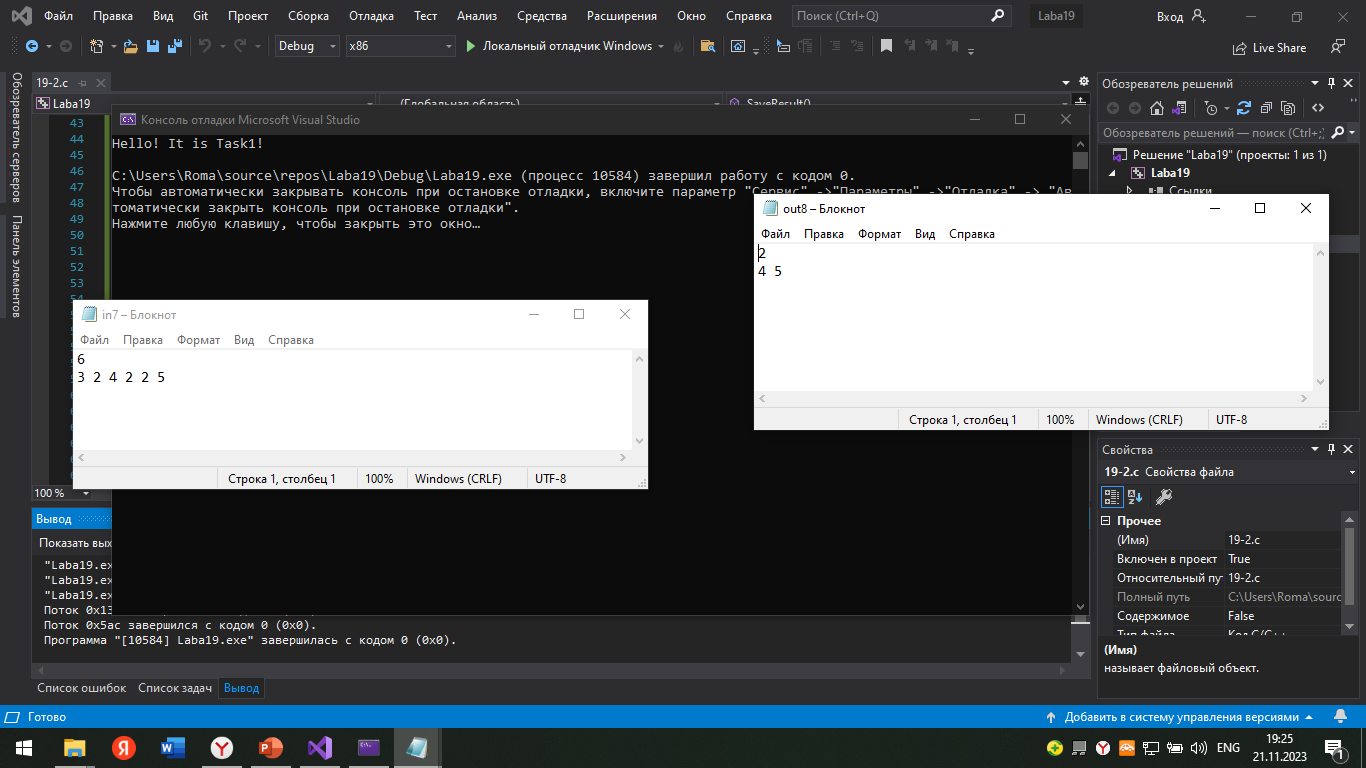 Файл Правка Вид Git Проект Сборка Отладка Тест Анализ Средства Расширения Окно Справка Поиск (Ctrl+Q) Laba19 Вход
Debug x86 Локальный отладчик Windows Live Share
Обозреватель серверов
Панель элементов
19-2.c
Laba19 (Глобальная область) SaveResult()
43
44
45
46
47
48
49
50
51
52
53
54
Консоль отладки Microsoft Visual Studio
Hello! It is Task1!
C:\Users\Roma\source\repos\Laba19\Debug\Laba19.exe (процесс 10584) завершил работу с кодом 0.
Чтобы автоматически закрывать консоль при остановке отладки, включите параметр "Сервис" ->"Параметры" ->"Отладка" -> "Ав
томатически закрыть консоль при остановке отладки".
Нажмите любую клавишу, чтобы закрыть это окно…
in7 – Блокнот
Файл Правка Формат Вид Справка
6
3 2 4 2 2 5
Строка 1, столбец 1 100% Windows (CRLF) UTF-8
out8 – Блокнот
Файл Правка Формат Вид Справка
2
4 5
Строка 1, столбец 1 100% Windows (CRLF) UTF-8
Обозреватель решений
Обозреватель решений — поиск (Ctrl+;)
Решение "Laba19" (проекты: 1 из 1)
Laba19
Ссылки
Свойства
19-2.c Свойства файла
Прочее
(Имя) 19-2.c
Включен в проект True
Относительный пут 19-2.c
Полный путь C:\Users\Roma\sourc
Содержимое False
Тип файла Код C/C++
(Имя)
называет файловый объект.
100 %
Вывод
Показать вых
"Laba19.ex
"Laba19.ex
"Laba19.ex
Поток 0x13
Поток 0x5ac завершился с кодом 0 (0x0).
Программа "[10584] Laba19.exe" завершилась с кодом 0 (0x0).
Список ошибок Список задач Вывод
Готово Добавить в систему управления версиями
ENG 19:25
21.11.2023
1